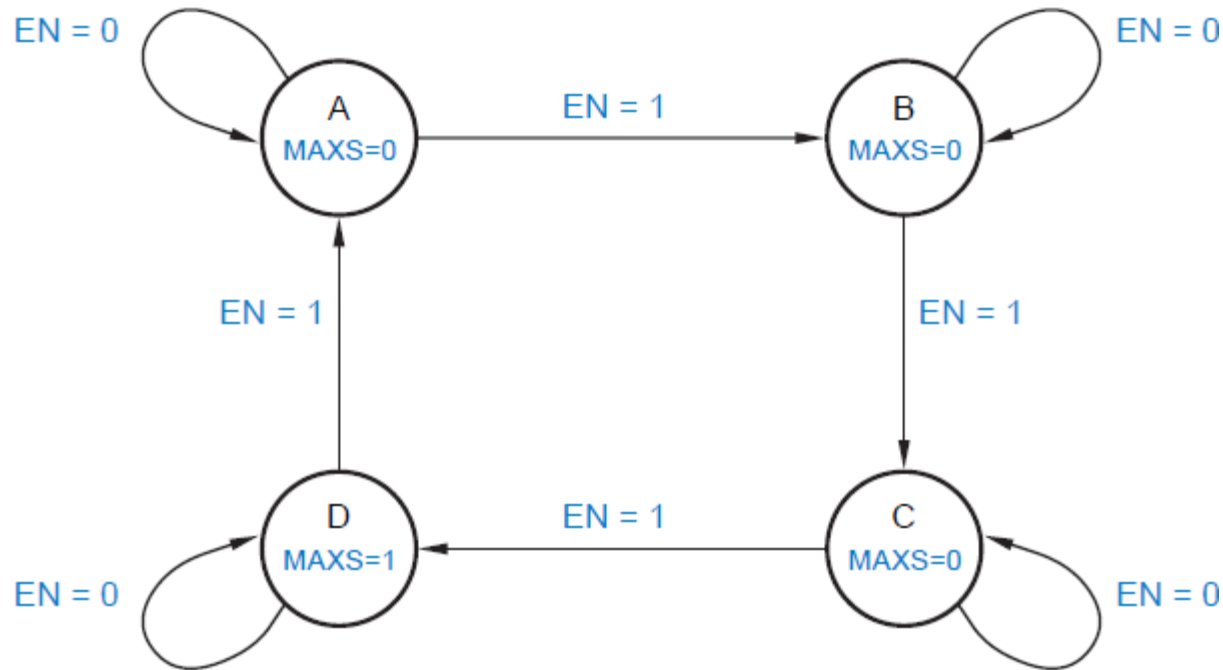 EN = 0
A
MAXS=0
EN = 1
B
MAXS=0
EN = 0
EN = 1
EN = 1
EN = 0
D
MAXS=1
EN = 1
C
MAXS=0
EN = 0